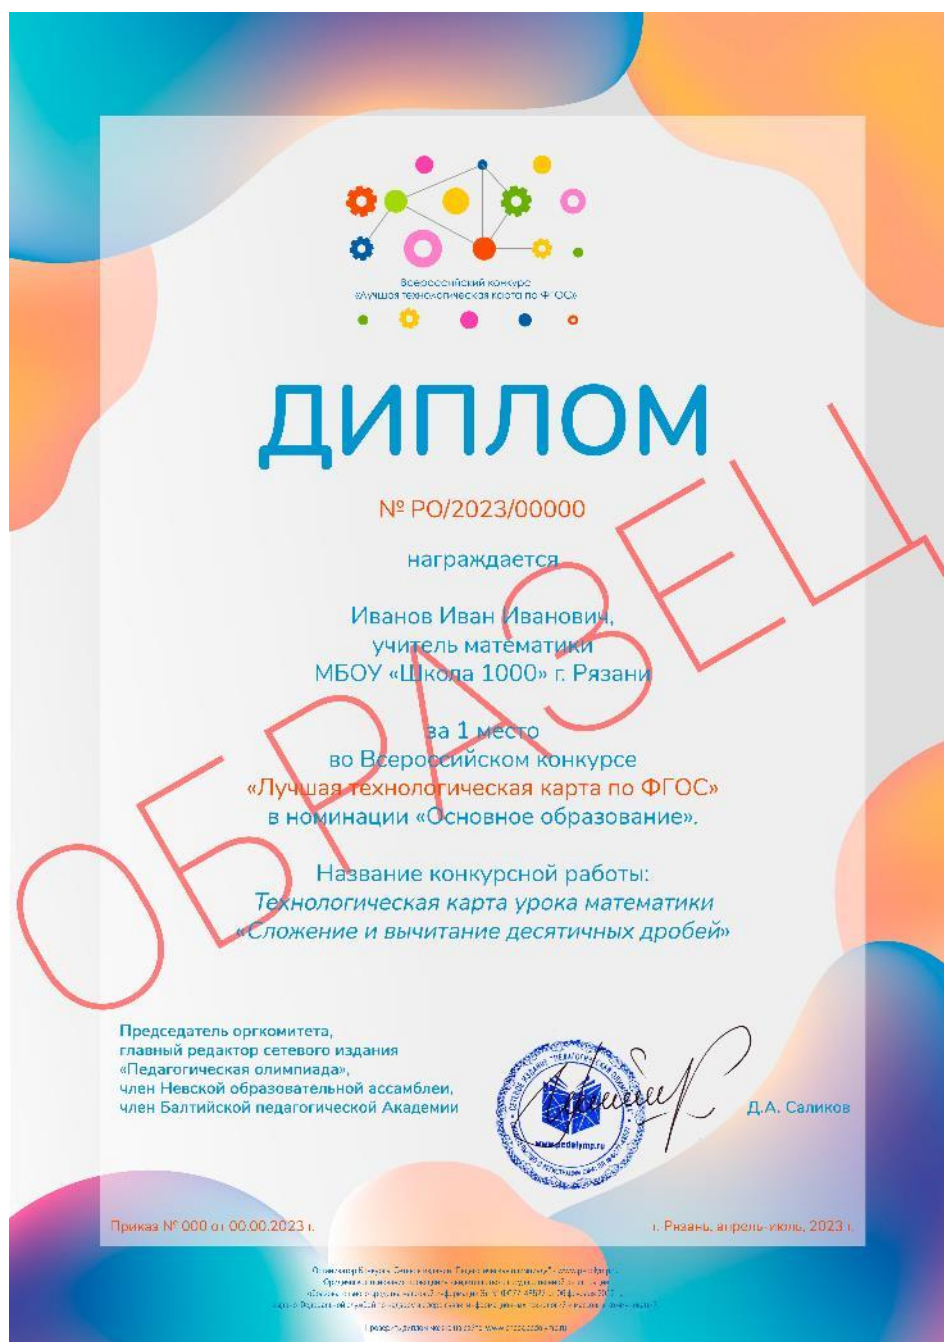 Всероссийский конкурс
«Лучшая технологическая карта по ФГОС»
ДИПЛОМ
№ РО/2023/00000
награждается
Иванов Иван Иванович,
учитель математики
МБОУ «Школа 1000» г. Рязани
за 1 место
во Всероссийском конкурсе
«Лучшая технологическая карта по ФГОС»
в номинации «Основное образование».
Название конкурсной работы:
Технологическая карта урока математики
«Сложение и вычитание десятичных дробей»
ОБРАЗЕЦ
Председатель оргкомитета,
главный редактор сетевого издания
«Педагогическая олимпиада»,
член Невской образовательной ассамблеи,
член Балтийской педагогической Академии
www.pedolymp.ru
Д.А. Саликов
Приказ № 000 от 00.00.2023 г.
г. Рязань, апрель-июль, 2023 г.